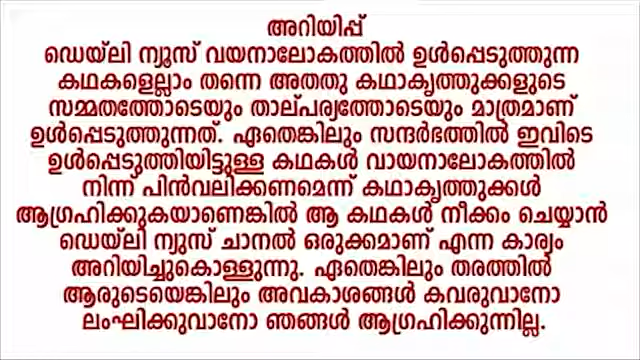 അറിയിപ്പ്
ഡെയ്ലി ന്യൂസ് വയനാലോകത്തിൽ ഉൾപ്പെടുത്തുന്ന
കഥകളെല്ലാം തന്നെ അതതു കഥാകൃത്തുക്കളുടെ
സമ്മതത്തോടെയും താല്പര്യത്തോടെയും മാത്രമാണ്
ഉൾപ്പെടുത്തുന്നത്. ഏതെങ്കിലും സന്ദർഭത്തിൽ ഇവിടെ
ഉൾപ്പെടുത്തിയിട്ടുള്ള കഥകൾ വായനാലോകത്തിൽ
നിന്ന് പിൻവലിക്കണമെന്ന് കഥാകൃത്തുക്കൾ
ആഗ്രഹിക്കുകയാണെങ്കിൽ ആ കഥകൾ നീക്കം ചെയ്യാൻ
ഡെയ്ലി ന്യുസ് ചാനൽ ഒരുക്കമാണ് എന്ന കാര്യം
അറിയിച്ചുകൊള്ളുന്നു. ഏതെങ്കിലും തരത്തിൽ
ആരുടെയെങ്കിലും അവകാശങ്ങൾ കവരുവാനോ
ലംഘിക്കുവാനോ ഞങ്ങൾ ആഗ്രഹിക്കുന്നില്ല.